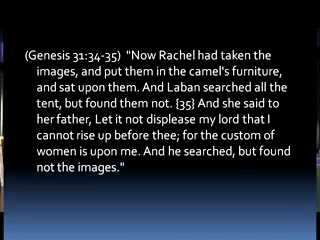 (Genesis 31:34-35)  "Now Rachel had taken the
images, and put them in the camel's furniture,
and sat upon them. And Laban searched all the
tent, but found them not. {35} And she said to
her father, Let it not displease my lord that I
cannot rise up before thee; for the custom of
women is upon me. And he searched, but found
not the images."